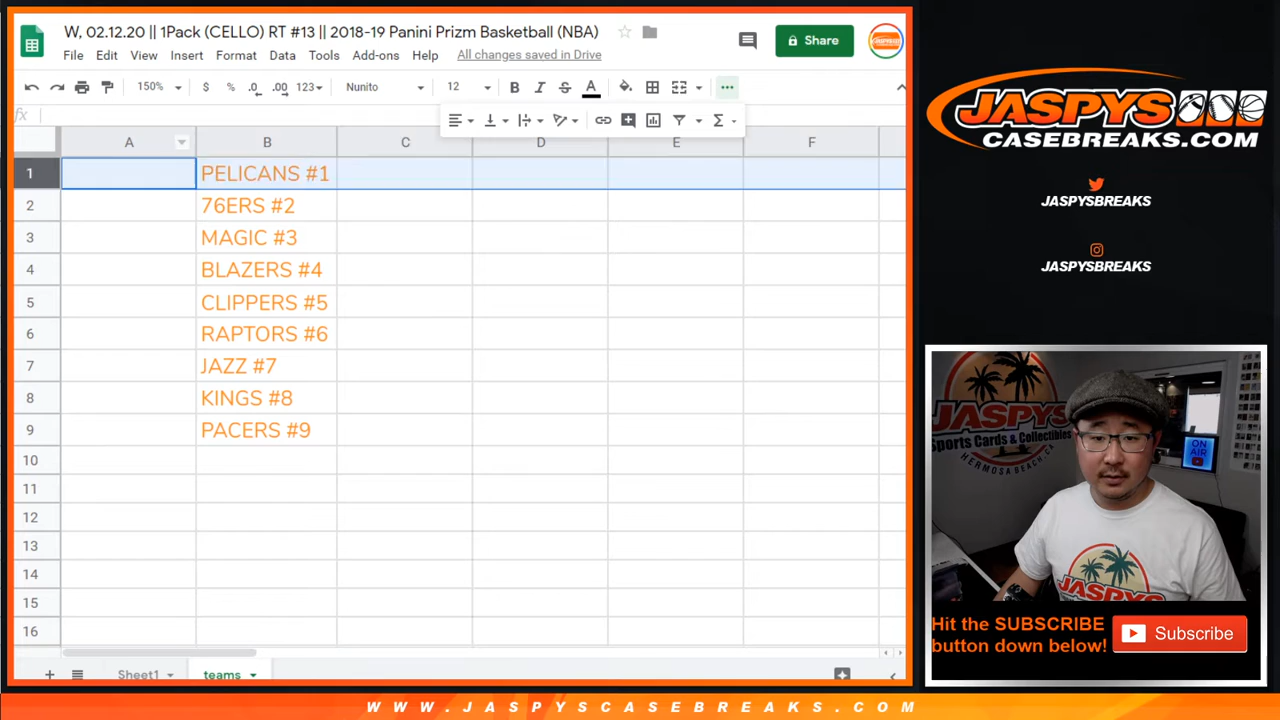 W, 02.12.20 || 1Pack (CELLO) RT #13 || 2018-19 Panini Prizm Basketball (NBA)
File Edit View Insert Format Data Tools Add-ons Help All changes saved in Drive
Share
150% $ % .0 .00 123 Nunito 12 B I S A
fx
A B C D E F
1 PELICANS #1
2 76ERS #2
3 MAGIC #3
4 BLAZERS #4
5 CLIPPERS #5
6 RAPTORS #6
7 JAZZ #7
8 KINGS #8
9 PACERS #9
10
11
12
13
14
15
16
Sheet1 teams
JASPYS
CASEBREAKS.COM
JASPYSBREAKS
JASPYSBREAKS
JASPYS
Sports Cards & Collectibles
HERMOSA BEACH, CA
ON AIR
JASPYS
Hit the SUBSCRIBE
button down below!
Subscribe
WWW.JASPYSCASEBREAKS.COM